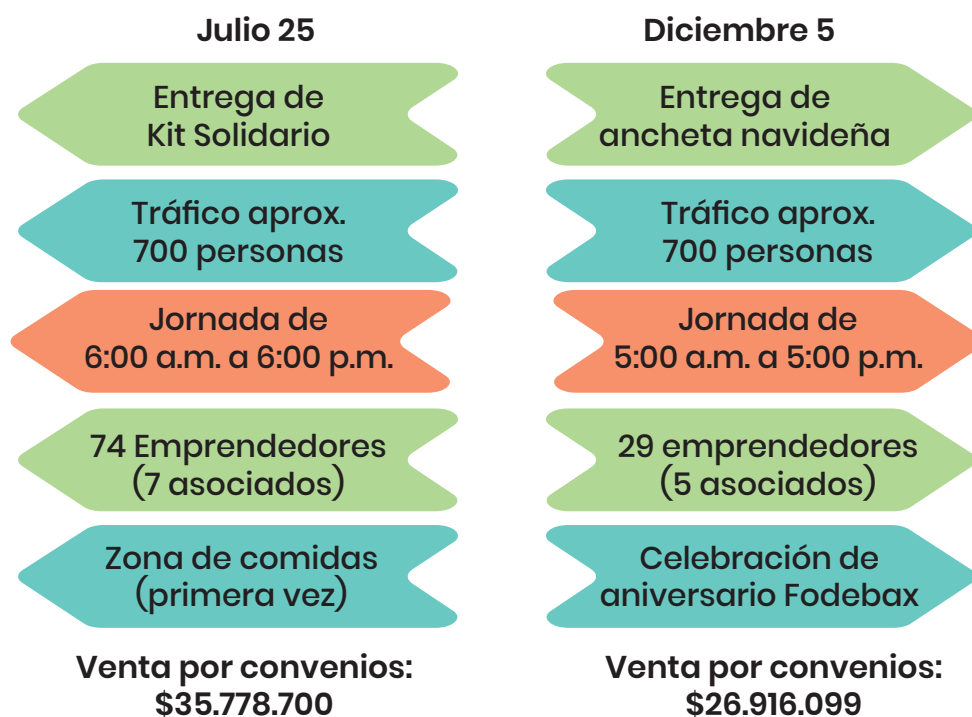 Julio 25
Entrega de
Kit Solidario
Tráfico aprox.
700 personas
Jornada de
6:00 a.m. a 6:00 p.m.
74 Emprendedores
(7 asociados)
Zona de comidas
(primera vez)
Venta por convenios:
$35.778.700
Diciembre 5
Entrega de
ancheta navideña
Tráfico aprox.
700 personas
Jornada de
5:00 a.m. a 5:00 p.m.
29 emprendedores
(5 asociados)
Celebración de
aniversario Fodebax
Venta por convenios:
$26.916.099